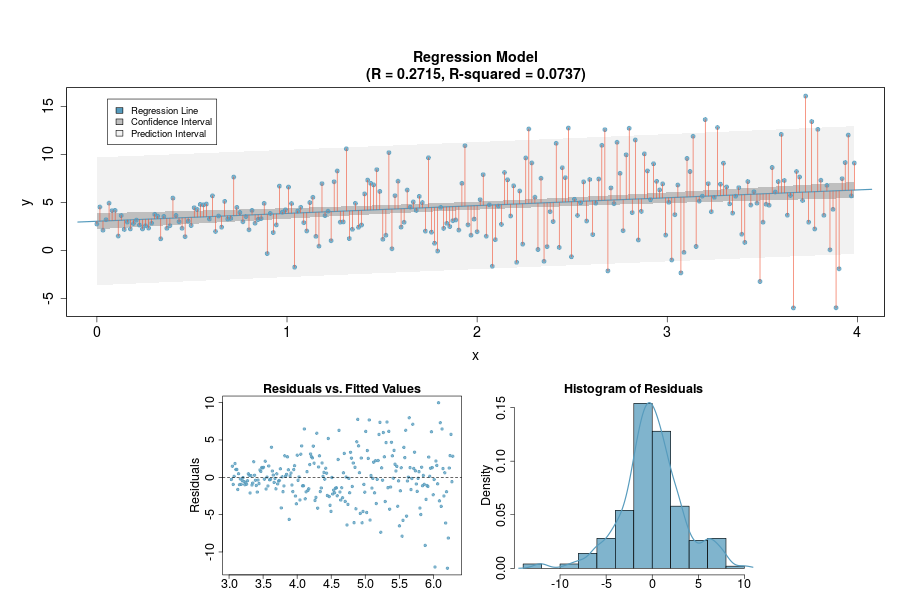 Regression Model
(R = 0.2715, R-squared = 0.0737)
Regression Line
Confidence Interval
Prediction Interval
y
15
10
5
0
-5
0 1 2 3 4
x
Residuals vs. Fitted Values
Residuals
10
5
0
-5
-10
3.0 3.5 4.0 4.5 5.0 5.5 6.0
Histogram of Residuals
Density
0.15
0.10
0.05
0.00
-10 -5 0 5 10